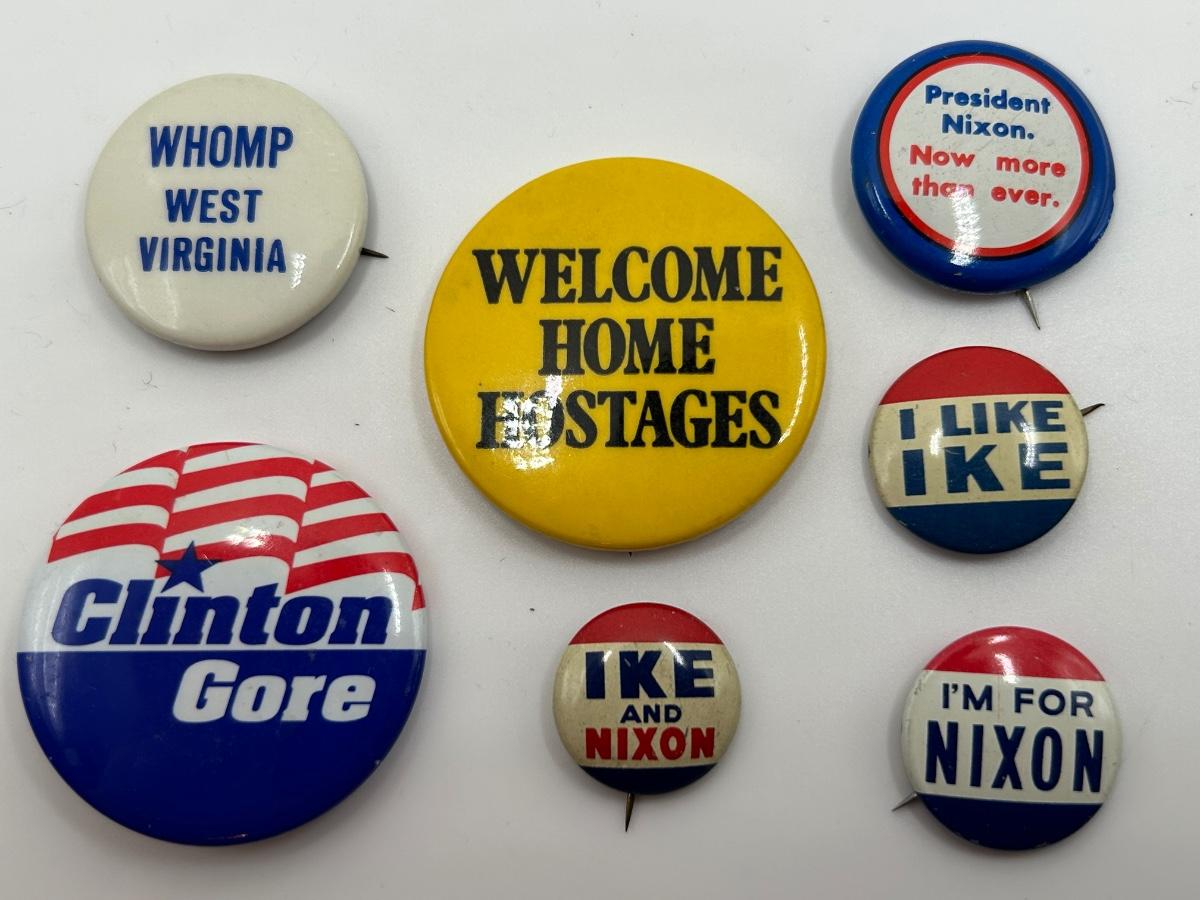 WHOMP
WEST
VIRGINIA
WELCOME
HOME
HOSTAGES
President
Nixon.
Now more
than ever.
I LIKE
IKE
Clinton
Gore
IKE
AND
NIXON
I'M FOR
NIXON